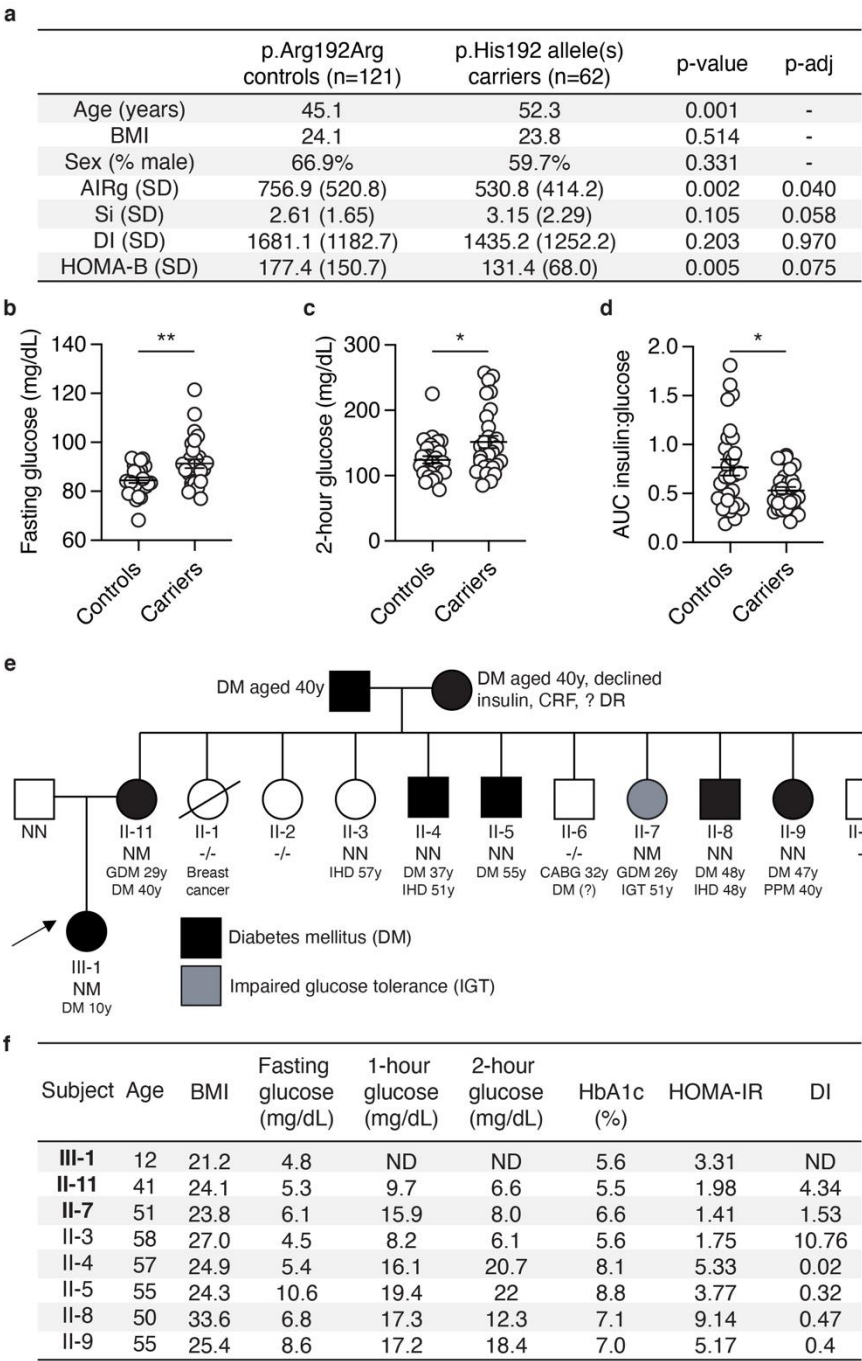 a
p.Arg192Arg controls (n=121) p.His192 allele(s) carriers (n=62) p-value p-adj
Age (years) 45.1 52.3 0.001 -
BMI 24.1 23.8 0.514 -
Sex (% male) 66.9% 59.7% 0.331 -
AIRg (SD) 756.9 (520.8) 530.8 (414.2) 0.002 0.040
Si (SD) 2.61 (1.65) 3.15 (2.29) 0.105 0.058
DI (SD) 1681.1 (1182.7) 1435.2 (1252.2) 0.203 0.970
HOMA-B (SD) 177.4 (150.7) 131.4 (68.0) 0.005 0.075
b
Fasting glucose (mg/dL)
140
120
100
80
60
**
Controls
Carriers
c
2-hour glucose (mg/dL)
300
200
100
0
*
Controls
Carriers
d
AUC insulin:glucose
2.0
1.5
1.0
0.5
0.0
*
Controls
Carriers
e
DM aged 40y
DM aged 40y, declined
insulin, CRF, ? DR
NN
II-11
NM
GDM 29y
DM 40y
II-1
-/-
Breast
cancer
II-2
-/-
II-3
NN
IHD 57y
II-4
NN
DM 37y
IHD 51y
II-5
NN
DM 55y
II-6
-/-
CABG 32y
DM (?)
II-7
NM
GDM 26y
IGT 51y
II-8
NN
DM 48y
IHD 48y
II-9
NN
DM 47y
PPM 40y
II-
-
III-1
NM
DM 10y
Diabetes mellitus (DM)
Impaired glucose tolerance (IGT)
f
Subject Age BMI Fasting glucose (mg/dL) 1-hour glucose (mg/dL) 2-hour glucose (mg/dL) HbA1c (%) HOMA-IR DI
III-1 12 21.2 4.8 ND ND 5.6 3.31 ND
II-11 41 24.1 5.3 9.7 6.6 5.5 1.98 4.34
II-7 51 23.8 6.1 15.9 8.0 6.6 1.41 1.53
II-3 58 27.0 4.5 8.2 6.1 5.6 1.75 10.76
II-4 57 24.9 5.4 16.1 20.7 8.1 5.33 0.02
II-5 55 24.3 10.6 19.4 22 8.8 3.77 0.32
II-8 50 33.6 6.8 17.3 12.3 7.1 9.14 0.47
II-9 55 25.4 8.6 17.2 18.4 7.0 5.17 0.4